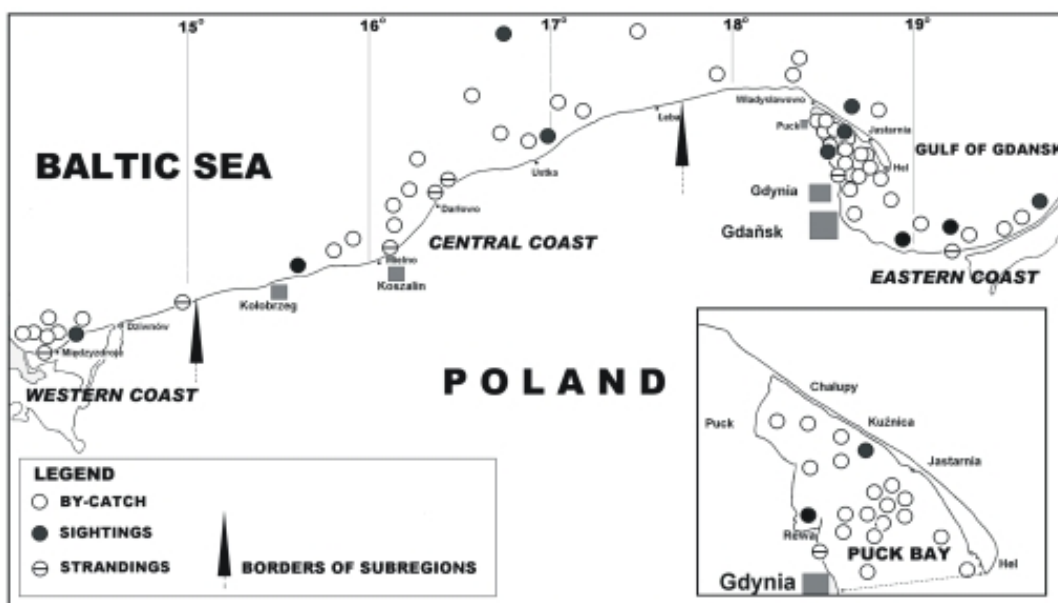 15°
16°
17°
18°
19°
Władysławowo
Łeba
Puck
Jastarnia
BALTIC SEA
GULF OF GDANSK
Hel
Ustka
Gdynia
Darłowo
Gdañsk
CENTRAL COAST
Mielno
EASTERN COAST
Koszalin
Kołobrzeg
Dziwnów
Międzyzdroje
WESTERN COAST
POLAND
Chałupy
Puck
Kuźnica
Jastarnia
LEGEND
BY-CATCH
SIGHTINGS
STRANDINGS
BORDERS OF SUBREGIONS
Rewa
PUCK BAY
Hel
Gdynia